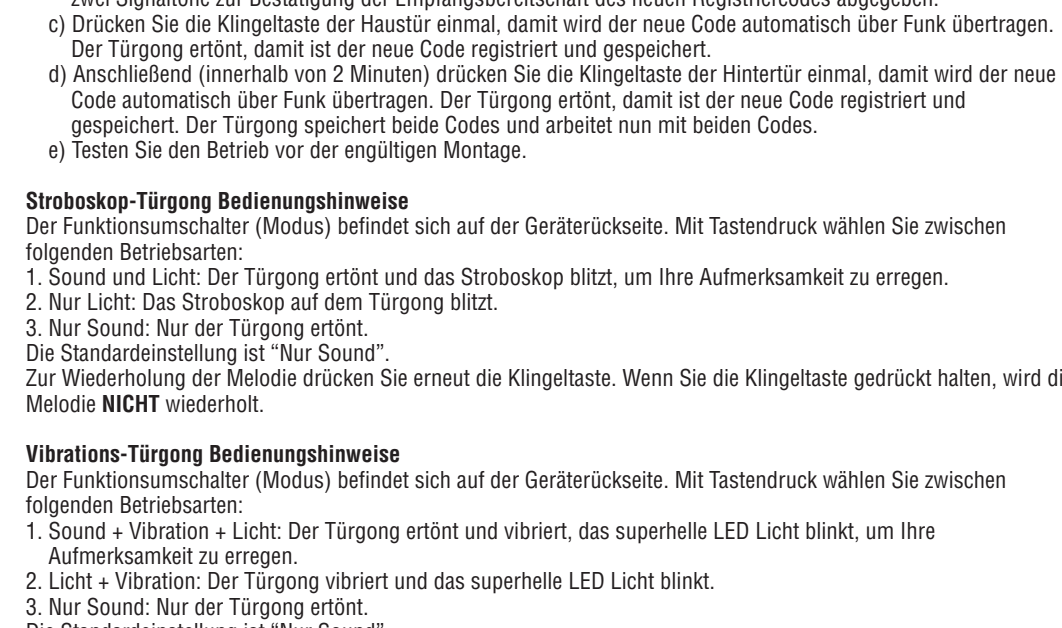 zwei Signaltöne zur Bestätigung der Empfangsbereitschaft des neuen Registriercodes abgegeben.
c) Drücken Sie die Klingeltaste der Haustür einmal, damit wird der neue Code automatisch über Funk übertragen.
Der Türgong ertönt, damit ist der neue Code registriert und gespeichert.
d) Anschließend (innerhalb von 2 Minuten) drücken Sie die Klingeltaste der Hintertür einmal, damit wird der neue
Code automatisch über Funk übertragen. Der Türgong ertönt, damit ist der neue Code registriert und
gespeichert. Der Türgong speichert beide Codes und arbeitet nun mit beiden Codes.
e) Testen Sie den Betrieb vor der engültigen Montage.
Stroboskop-Türgong Bedienungshinweise
Der Funktionsumschalter (Modus) befindet sich auf der Geräterückseite. Mit Tastendruck wählen Sie zwischen
folgenden Betriebsarten:
1. Sound und Licht: Der Türgong ertönt und das Stroboskop blitzt, um Ihre Aufmerksamkeit zu erregen.
2. Nur Licht: Das Stroboskop auf dem Türgong blitzt.
3. Nur Sound: Nur der Türgong ertönt.
Die Standardeinstellung ist “Nur Sound”.
Zur Wiederholung der Melodie drücken Sie erneut die Klingeltaste. Wenn Sie die Klingeltaste gedrückt halten, wird di
Melodie NICHT wiederholt.
Vibrations-Türgong Bedienungshinweise
Der Funktionsumschalter (Modus) befindet sich auf der Geräterückseite. Mit Tastendruck wählen Sie zwischen
folgenden Betriebsarten:
1. Sound + Vibration + Licht: Der Türgong ertönt und vibriert, das superhelle LED Licht blinkt, um Ihre
Aufmerksamkeit zu erregen.
2. Licht + Vibration: Der Türgong vibriert und das superhelle LED Licht blinkt.
3. Nur Sound: Nur der Türgong ertönt.
Die Standardeinstellung ist “Nur Sound”